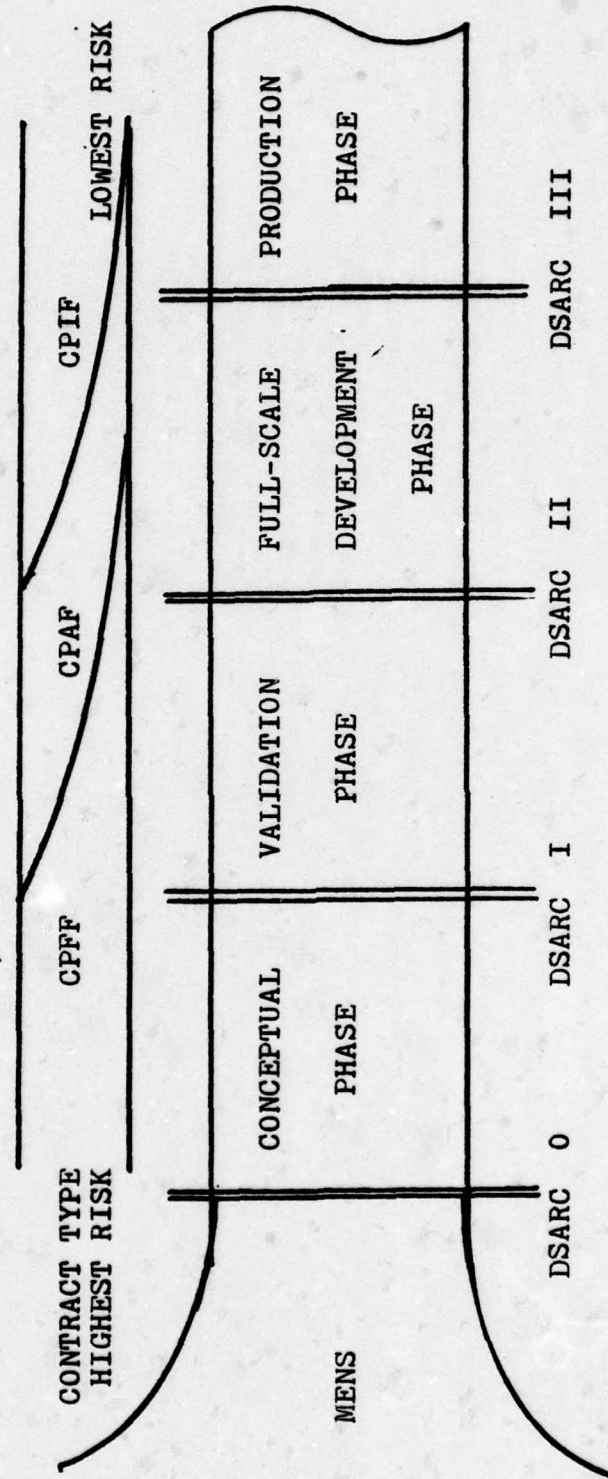 CONTRACT TYPE
HIGHEST RISK
CPFF
CPAF
CPIF
LOWEST RISK
MENS
CONCEPTUAL
PHASE
VALIDATION
PHASE
FULL-SCALE
DEVELOPMENT
PHASE
PRODUCTION
PHASE
DSARC 0
DSARC I
DSARC II
DSARC III